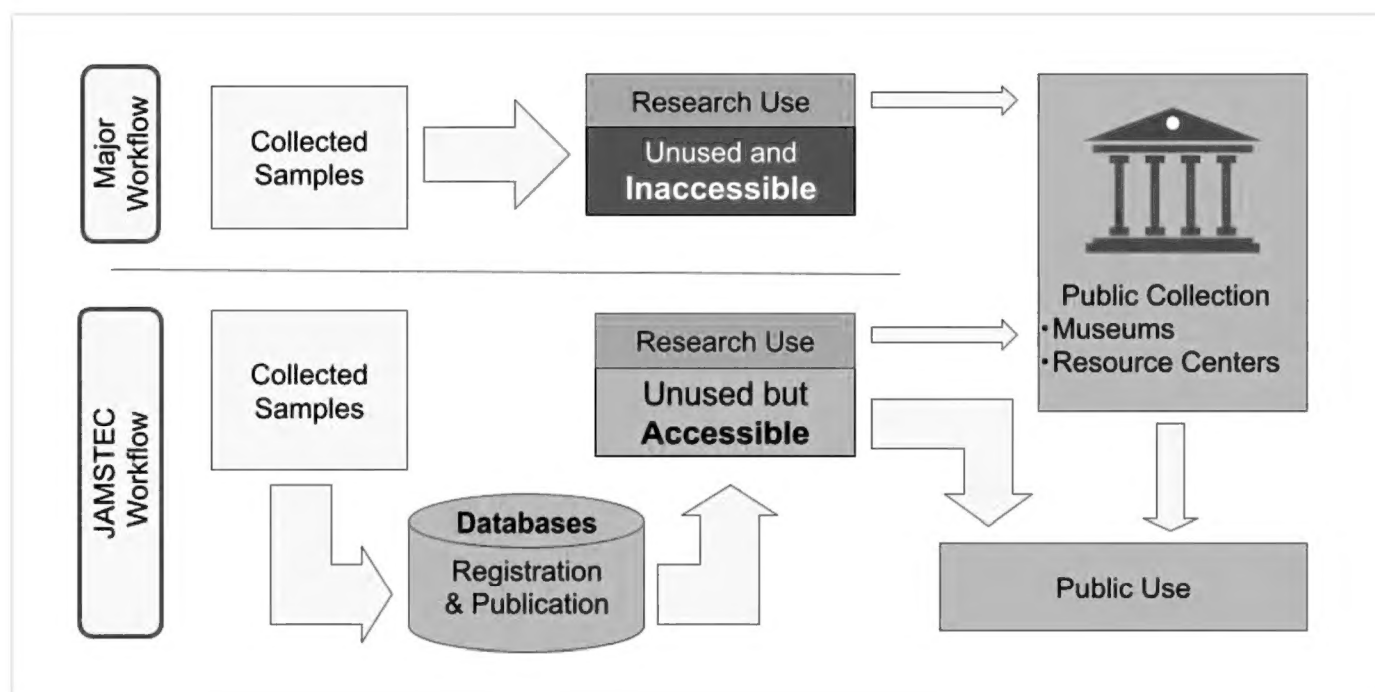 Major
Workflow
Collected
Samples
Research Use
Unused and
Inaccessible
Public Collection
・Museums
・Resource Centers
JAMSTEC
Workflow
Collected
Samples
Databases
Registration
& Publication
Research Use
Unused but
Accessible
Public Use